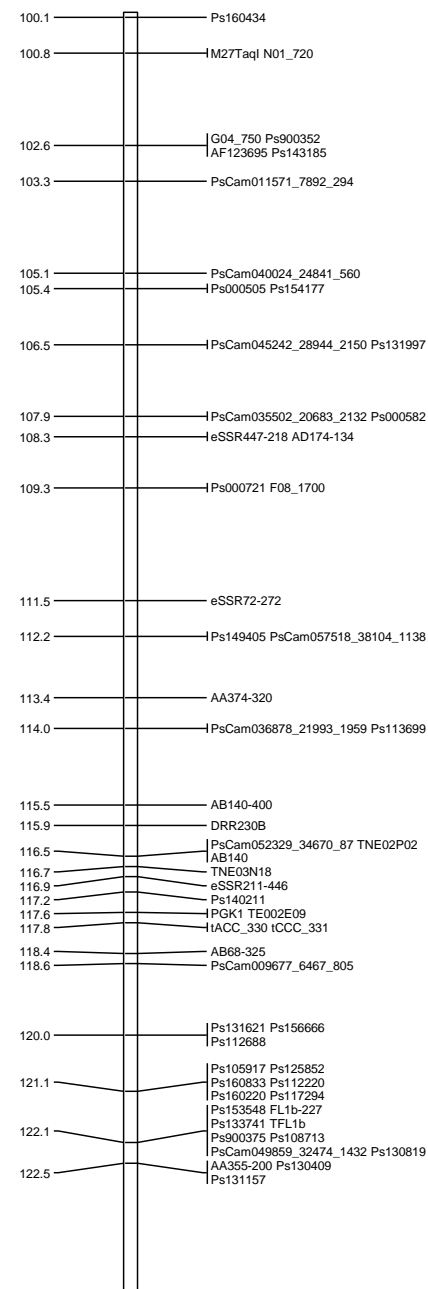 100.1 Ps160434
100.8 M27TaqI N01_720
102.6 G04_750 Ps900352
AF123695 Ps143185
103.3 PsCam011571_7892_294
105.1 PsCam040024_24841_560
105.4 Ps000505 Ps154177
106.5 PsCam045242_28944_2150 Ps131997
107.9 PsCam035502_20683_2132 Ps000582
108.3 eSSR447-218 AD174-134
109.3 Ps000721 F08_1700
111.5 eSSR72-272
112.2 Ps149405 PsCam057518_38104_1138
113.4 AA374-320
114.0 PsCam036878_21993_1959 Ps113699
115.5 AB140-400
115.9 DRR230B
116.5 PsCam052329_34670_87 TNE02P02
AB140
116.7 TNE03N18
116.9 eSSR211-446
117.2 Ps140211
117.6 PGK1 TE002E09
117.8 tACC_330 tCCC_331
118.4 AB68-325
118.6 PsCam009677_6467_805
120.0 Ps131621 Ps156666
Ps112688
121.1 Ps105917 Ps125852
Ps160833 Ps112220
Ps160220 Ps117294
122.1 Ps153548 FL1b-227
Ps133741 TFL1b
Ps900375 Ps108713
PsCam049859_32474_1432 Ps130819
122.5 AA355-200 Ps130409
Ps131157